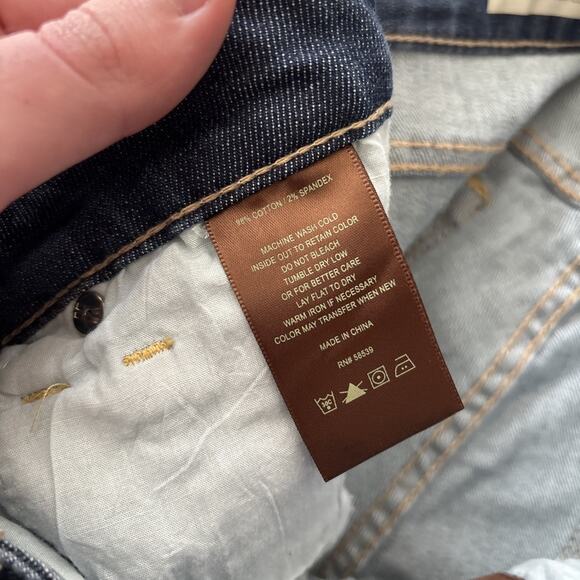 98% COTTON / 2% SPANDEX
MACHINE WASH COLD
INSIDE OUT TO RETAIN COLOR
DO NOT BLEACH
TUMBLE DRY LOW
OR FOR BETTER CARE
LAY FLAT TO DRY
WARM IRON IF NECESSARY
COLOR MAY TRANSFER WHEN NEW
MADE IN CHINA
RN# 58539